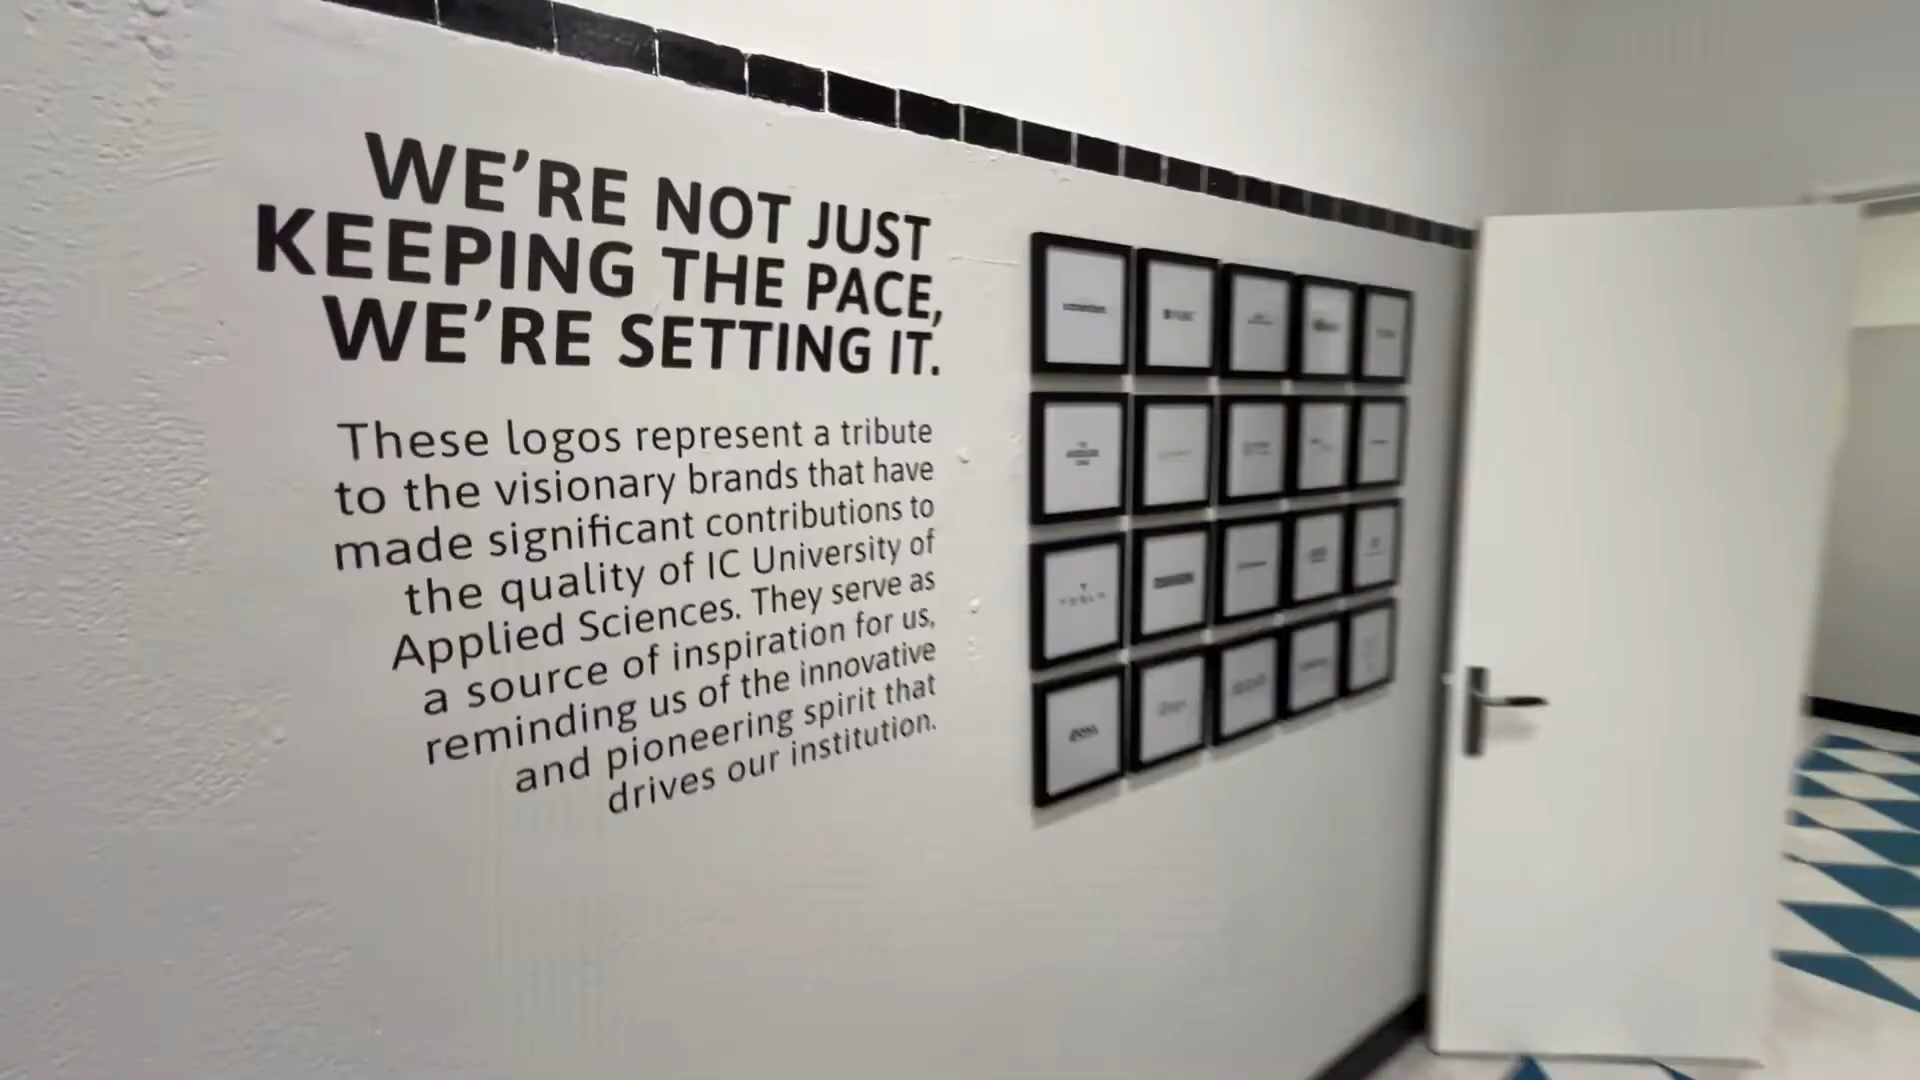 WE'RE NOT JUST
KEEPING THE PACE,
WE'RE SETTING IT.
These logos represent a tribute
to the visionary brands that have
made significant contributions to
the quality of IC University of
Applied Sciences. They serve as
a source of inspiration for us,
reminding us of the innovative
and pioneering spirit that
drives our institution.
TESLA